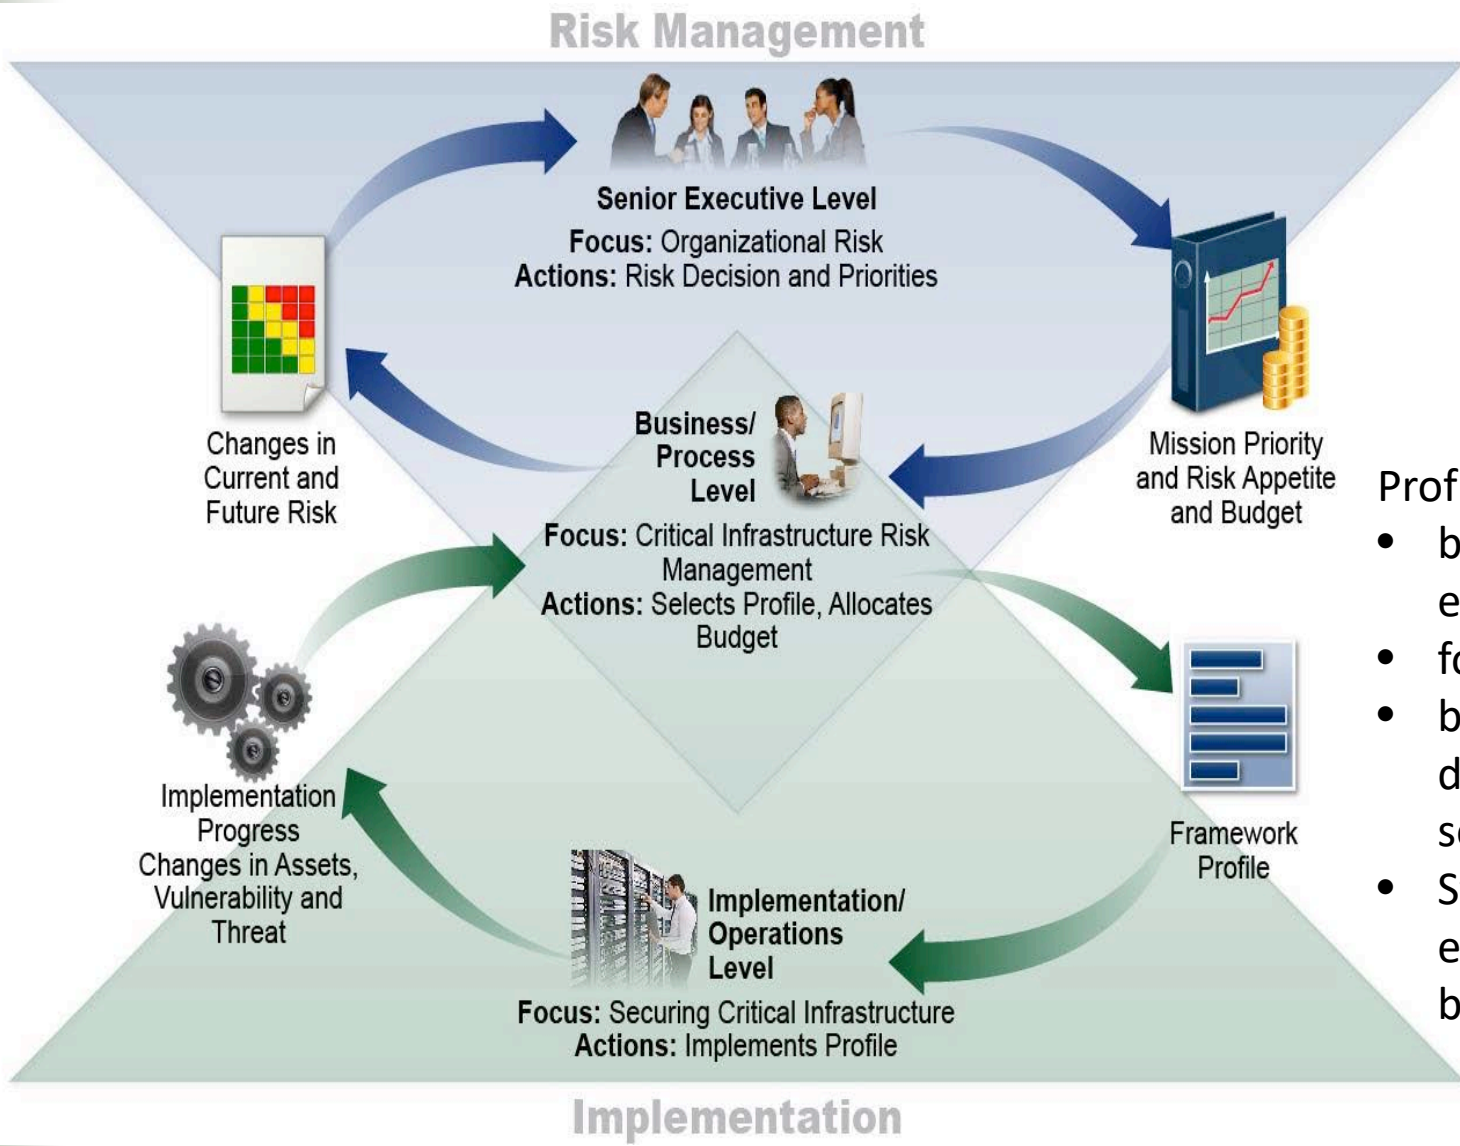 Risk Management
Senior Executive Level
Focus: Organizational Risk
Actions: Risk Decision and Priorities
Changes in
Current and
Future Risk
Mission Priority
and Risk Appetite
and Budget
Business/
Process
Level
Focus: Critical Infrastructure Risk
Management
Actions: Selects Profile, Allocates
Budget
Implementation
Progress
Changes in Assets,
Vulnerability and
Threat
Framework
Profile
Implementation/
Operations
Level
Focus: Securing Critical Infrastructure
Actions: Implements Profile
Implementation
Prof